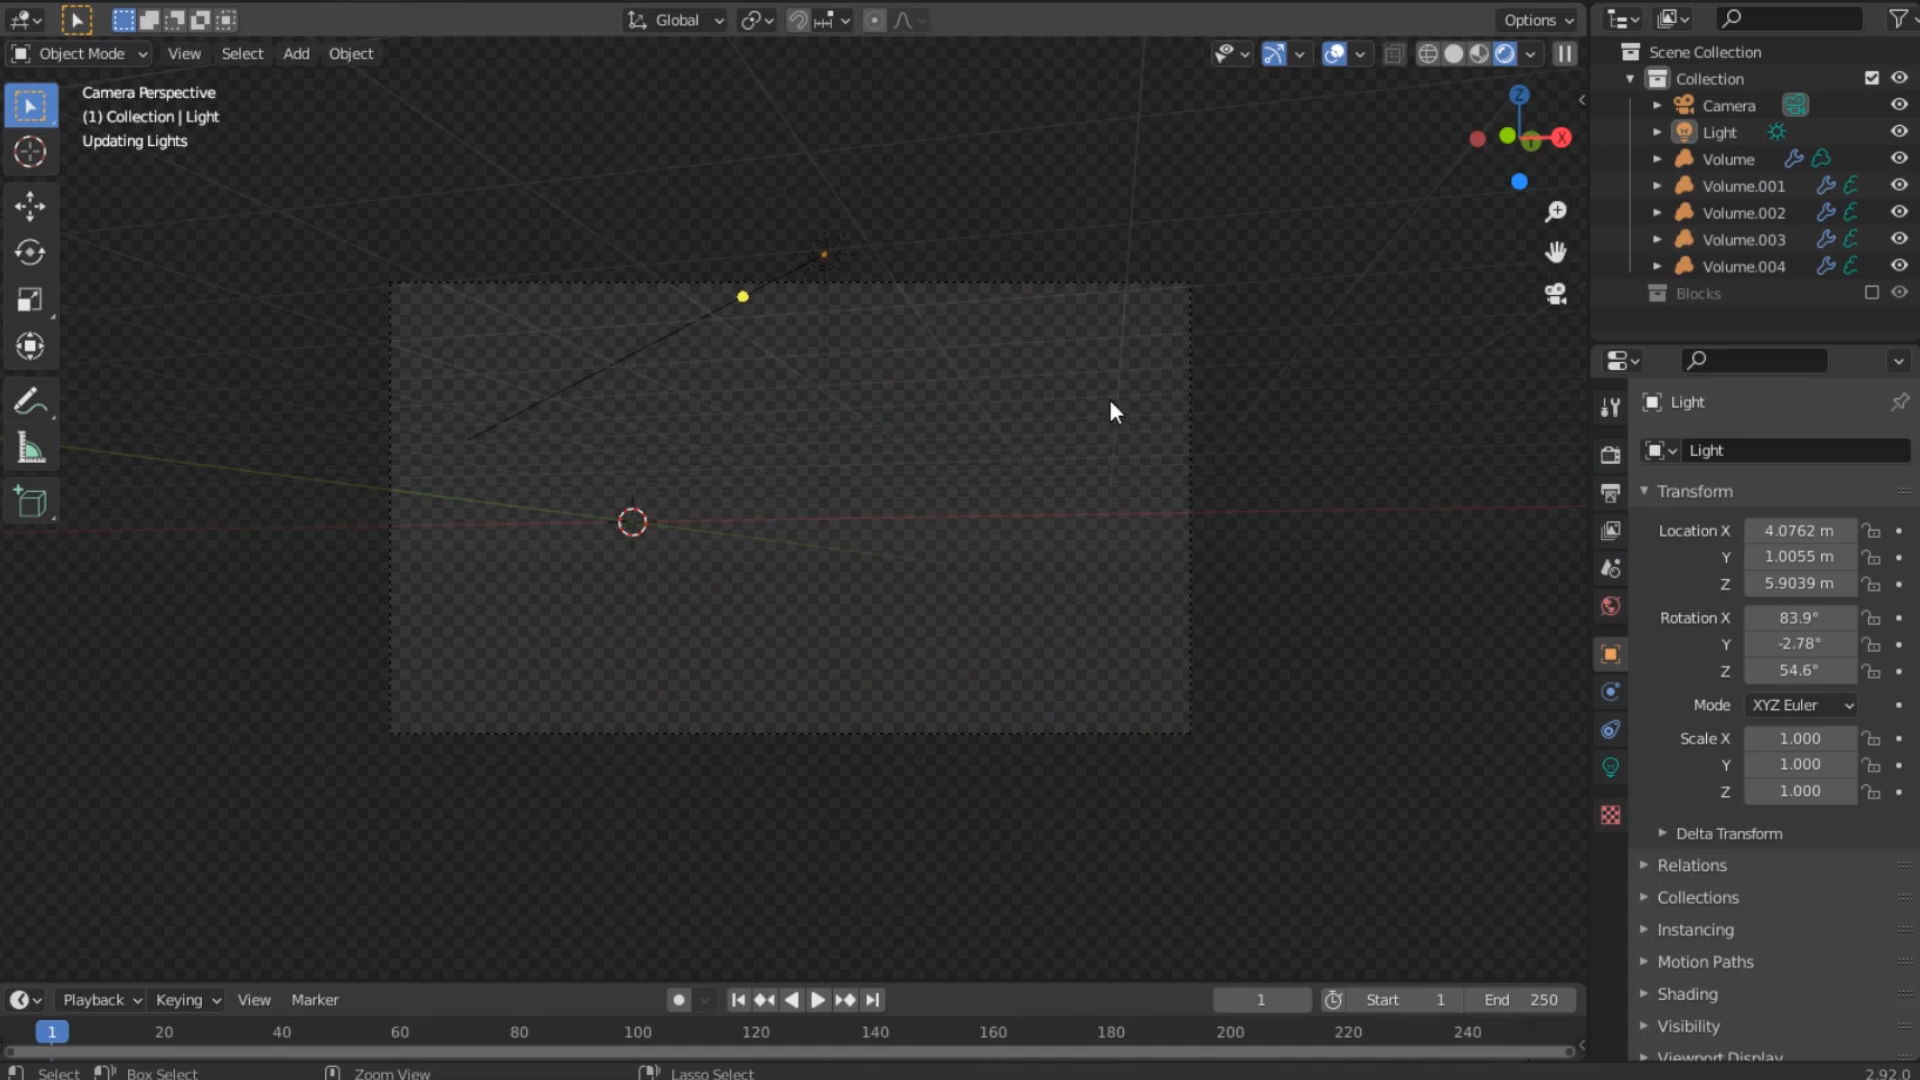 Global
Options
Object Mode
View
Select
Add
Object
Camera Perspective
(1) Collection | Light
Updating Lights
Z
X
Y
Scene Collection
Collection
Camera
Light
Volume
Volume.001
Volume.002
Volume.003
Volume.004
Blocks
Light
Light
Transform
Location X 4.0762 m
Y 1.0055 m
Z 5.9039 m
Rotation X 83.9°
Y -2.78°
Z 54.6°
Mode XYZ Euler
Scale X 1.000
Y 1.000
Z 1.000
Delta Transform
Relations
Collections
Instancing
Motion Paths
Shading
Visibility
Viewport Display
Playback
Keying
View
Marker
1
Start 1
End 250
1 20 40 60 80 100 120 140 160 180 200 220 240
Select
Box Select
Zoom View
Lasso Select
2.92.0